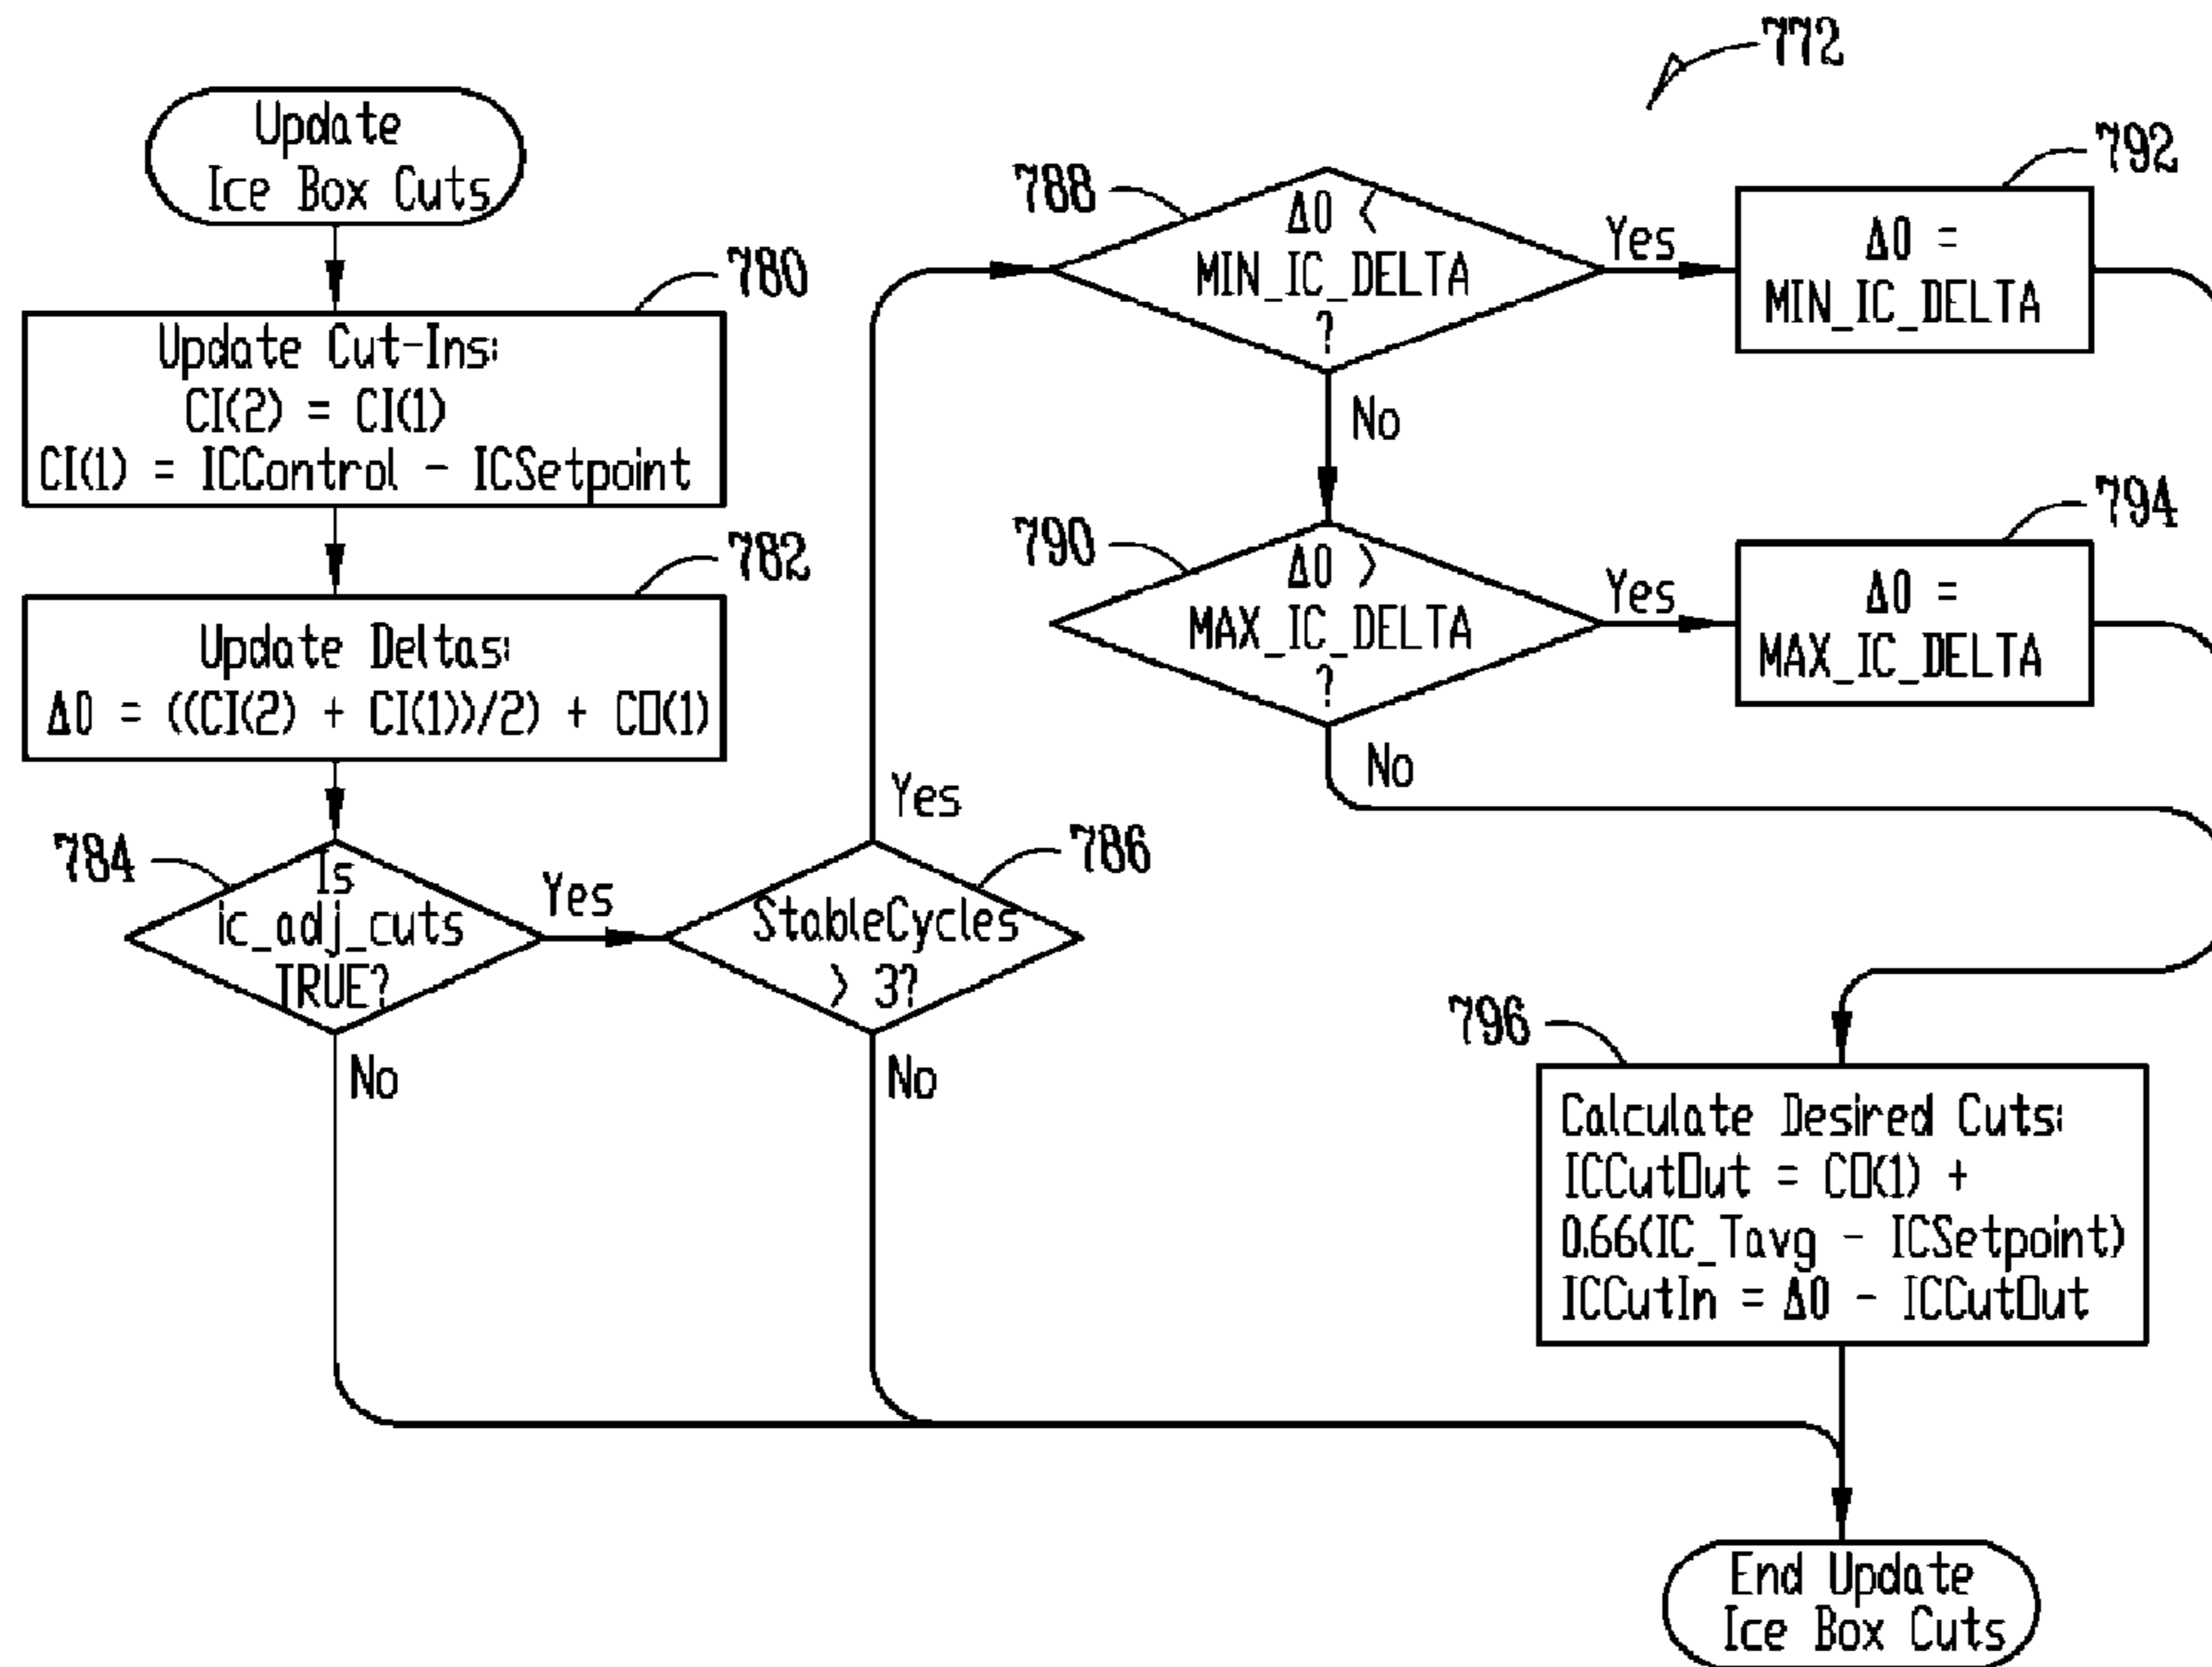 772
Update
Ice Box Cuts
780
Update Cut-Ins:
CI(2) = CI(1)
CI(1) = ICControl - ICSetpoint
782
Update Deltas:
Δ0 = ((CI(2) + CI(1))/2) + CO(1)
784
Is
ic_adj_cuts
TRUE?
Yes
No
786
StableCycles
> 3?
Yes
No
788
Δ0 <
MIN_IC_DELTA
?
Yes
No
792
Δ0 =
MIN_IC_DELTA
790
Δ0 >
MAX_IC_DELTA
?
Yes
No
794
Δ0 =
MAX_IC_DELTA
796
Calculate Desired Cuts:
ICCutOut = CO(1) +
0.66(IC_Tavg - ICSetpoint)
ICCutIn = Δ0 - ICCutOut
End Update
Ice Box Cuts